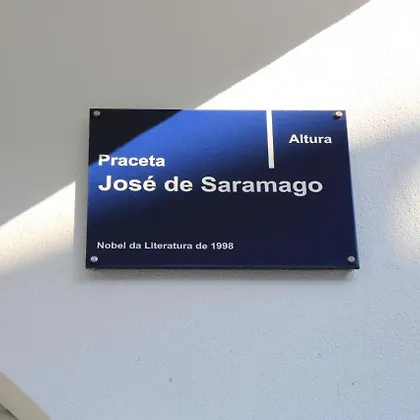 Altura
Praceta
José de Saramago
Nobel da Literatura de 1998